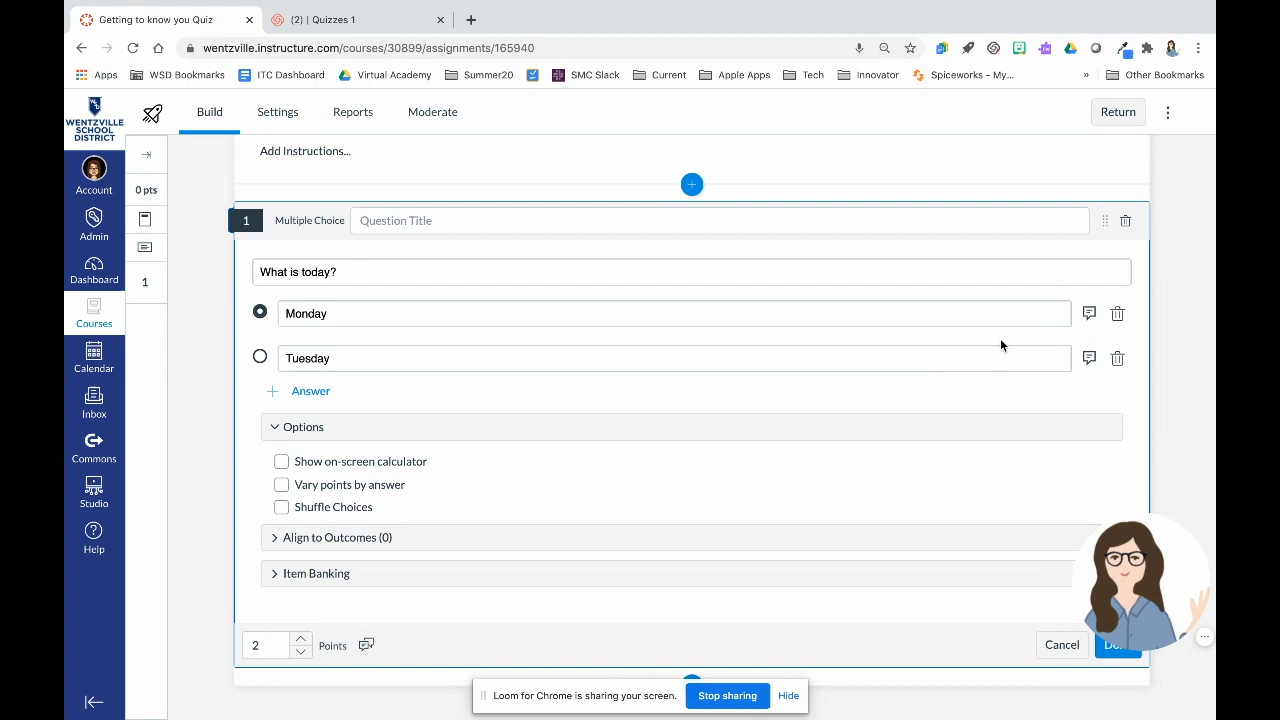 Getting to know you Quiz
(2) | Quizzes 1
wentzville.instructure.com/courses/30899/assignments/165940
Apps
WSD Bookmarks
ITC Dashboard
Virtual Academy
Summer20
SMC Slack
Current
Apple Apps
Tech
Innovator
Spiceworks - My...
»
Other Bookmarks
WENTZVILLE
SCHOOL
DISTRICT
Build
Settings
Reports
Moderate
Return
Account
Admin
Dashboard
Courses
Calendar
Inbox
Commons
Studio
Help
0 pts
1
Add Instructions...
1
Multiple Choice
Question Title
What is today?
Monday
Tuesday
+ Answer
Options
Show on-screen calculator
Vary points by answer
Shuffle Choices
Align to Outcomes (0)
Item Banking
2
Points
Cancel
Loom for Chrome is sharing your screen.
Stop sharing
Hide